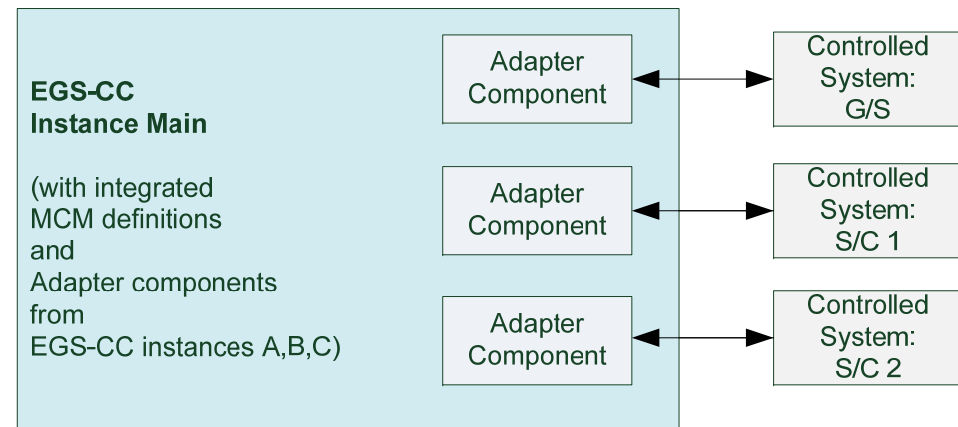 EGS-CC
Instance Main
(with integrated
MCM definitions
and
Adapter components
from
EGS-CC instances A,B,C)
Adapter
Component
Controlled
System:
G/S
Adapter
Component
Controlled
System:
S/C 1
Adapter
Component
Controlled
System:
S/C 2